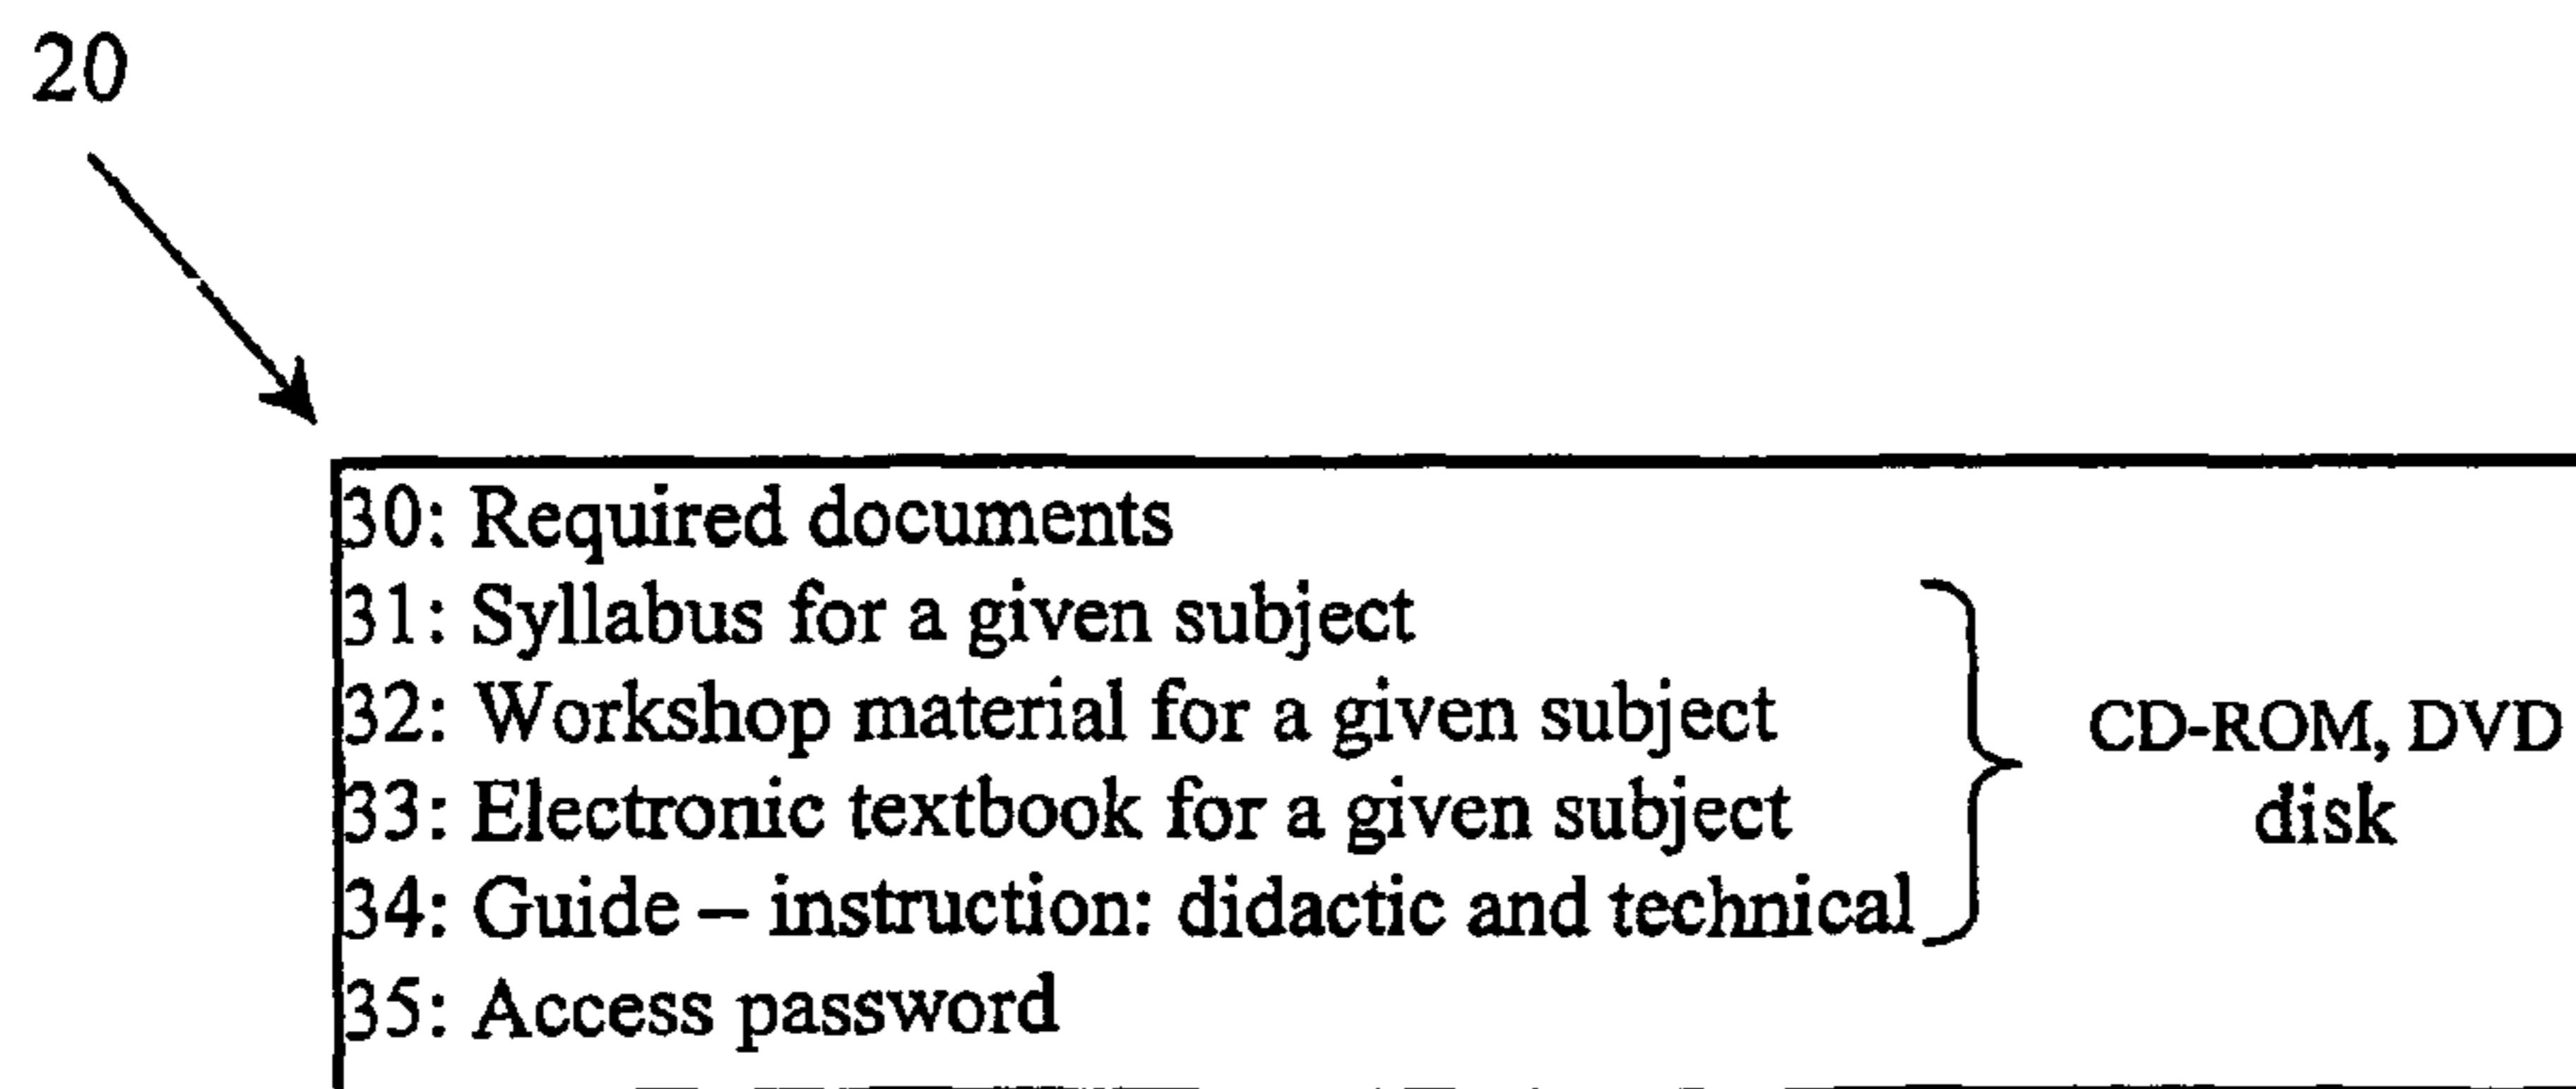 20
30: Required documents
31: Syllabus for a given subject
32: Workshop material for a given subject
33: Electronic textbook for a given subject
34: Guide – instruction: didactic and technical
35: Access password
CD-ROM, DVD
disk